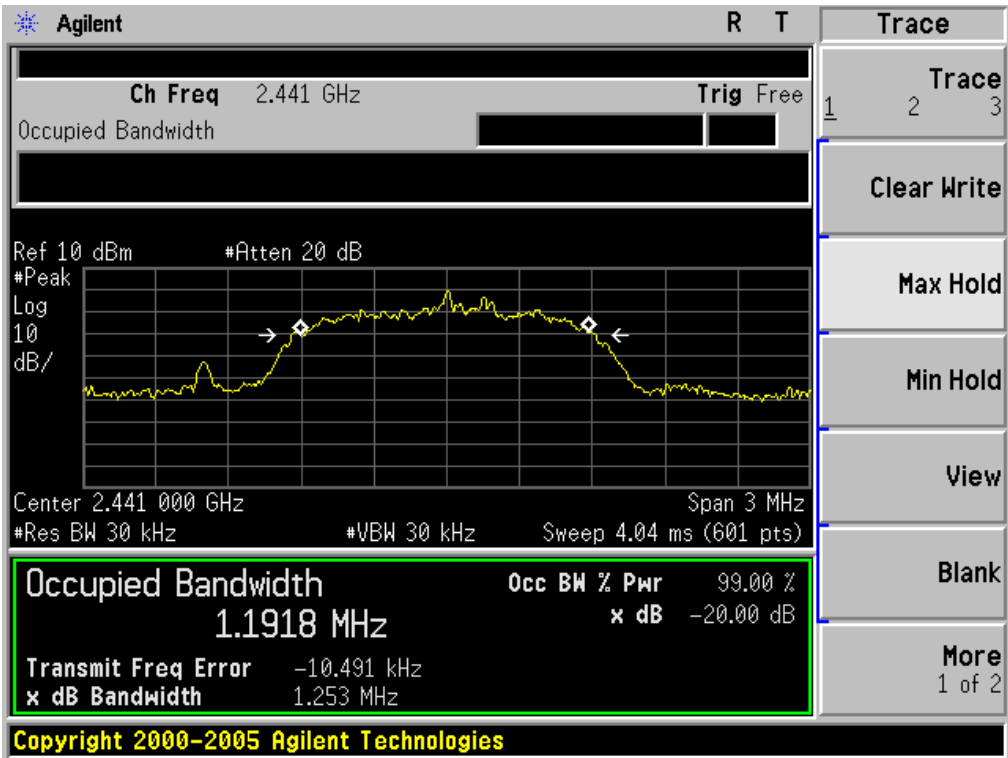 Agilent R T
Ch Freq 2.441 GHz Trig Free
Occupied Bandwidth
Ref 10 dBm #Atten 20 dB
#Peak
Log
10
dB/
Center 2.441 000 GHz Span 3 MHz
#Res BW 30 kHz #VBW 30 kHz Sweep 4.04 ms (601 pts)
Occupied Bandwidth
1.1918 MHz
Occ BW % Pwr 99.00 %
x dB -20.00 dB
Transmit Freq Error -10.491 kHz
x dB Bandwidth 1.253 MHz
Copyright 2000-2005 Agilent Technologies
Trace
Trace
1 2 3
Clear Write
Max Hold
Min Hold
View
Blank
More
1 of 2